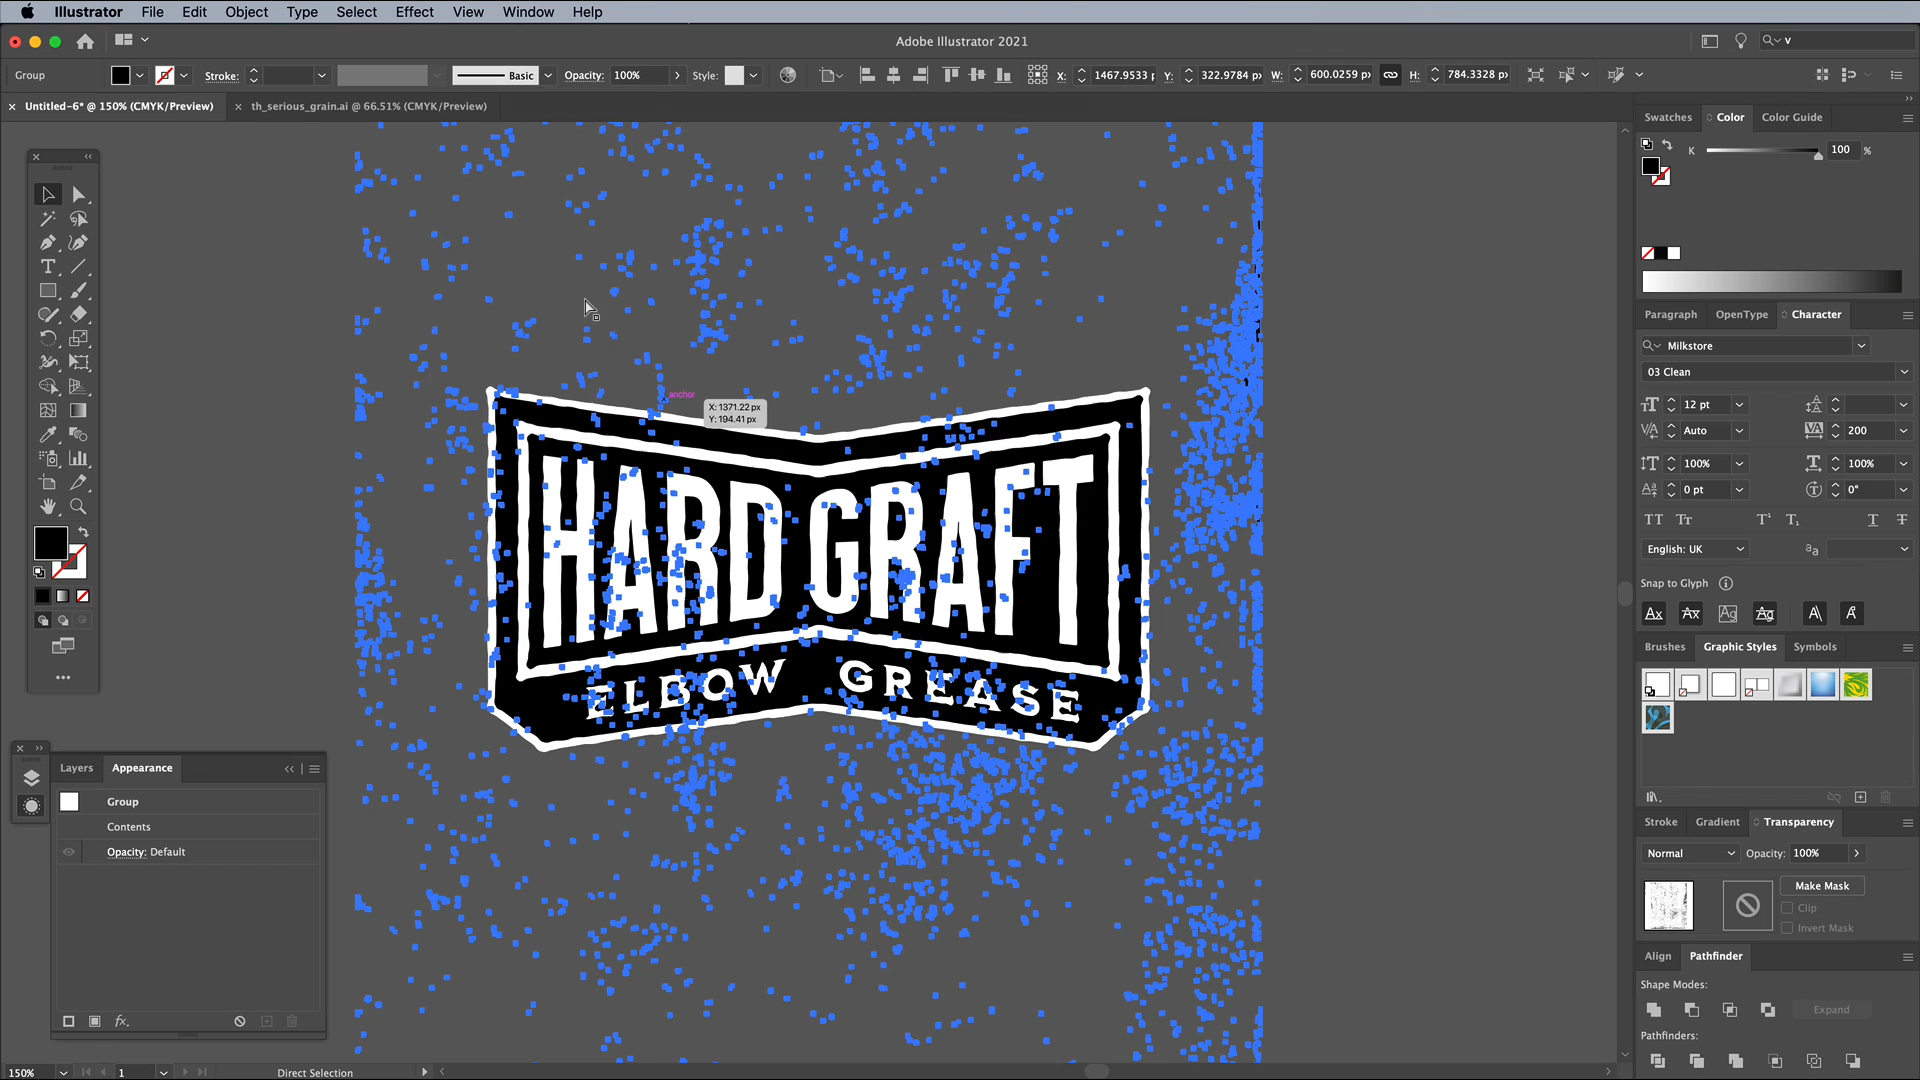 Illustrator File Edit Object Type Select Effect View Window Help
Adobe Illustrator 2021
v
Group Stroke: Basic Opacity: 100% Style: X: 1467.9533 Y: 322.9784 px W: 600.0259 px H: 784.3328 px
Untitled-6* @ 150% (CMYK/Preview)
th_serious_grain.ai @ 66.51% (CMYK/Preview)
Swatches Color Color Guide
K 100 %
Paragraph OpenType Character
Milkstore
03 Clean
12 pt
Auto 200
100% 100%
0 pt 0°
English: UK
Snap to Glyph
Brushes Graphic Styles Symbols
Stroke Gradient Transparency
Normal Opacity: 100%
Make Mask
Clip
Invert Mask
Align Pathfinder
Shape Modes:
Expand
Pathfinders:
anchor
X: 1371.22 px
Y: 194.41 px
HARD GRAFT
ELBOW GREASE
Layers Appearance
Group
Contents
Opacity: Default
fx
150% 1 Direct Selection